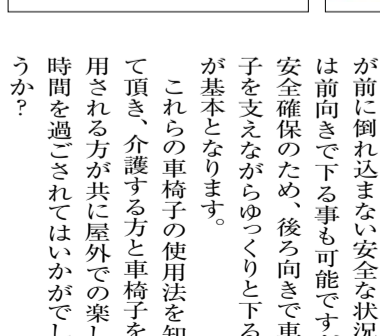 が前に倒れ込まない安全な状況
は前向きで下る事も可能です
安全確保のため、後ろ向きで車
子を支えながらゆっくりと下る
が基本となります。
これらの車椅子の使用法を知
て頂き、介護する方と車椅子を
用される方が共に屋外での楽し
時間を過ごされてはいかがでし
うか?